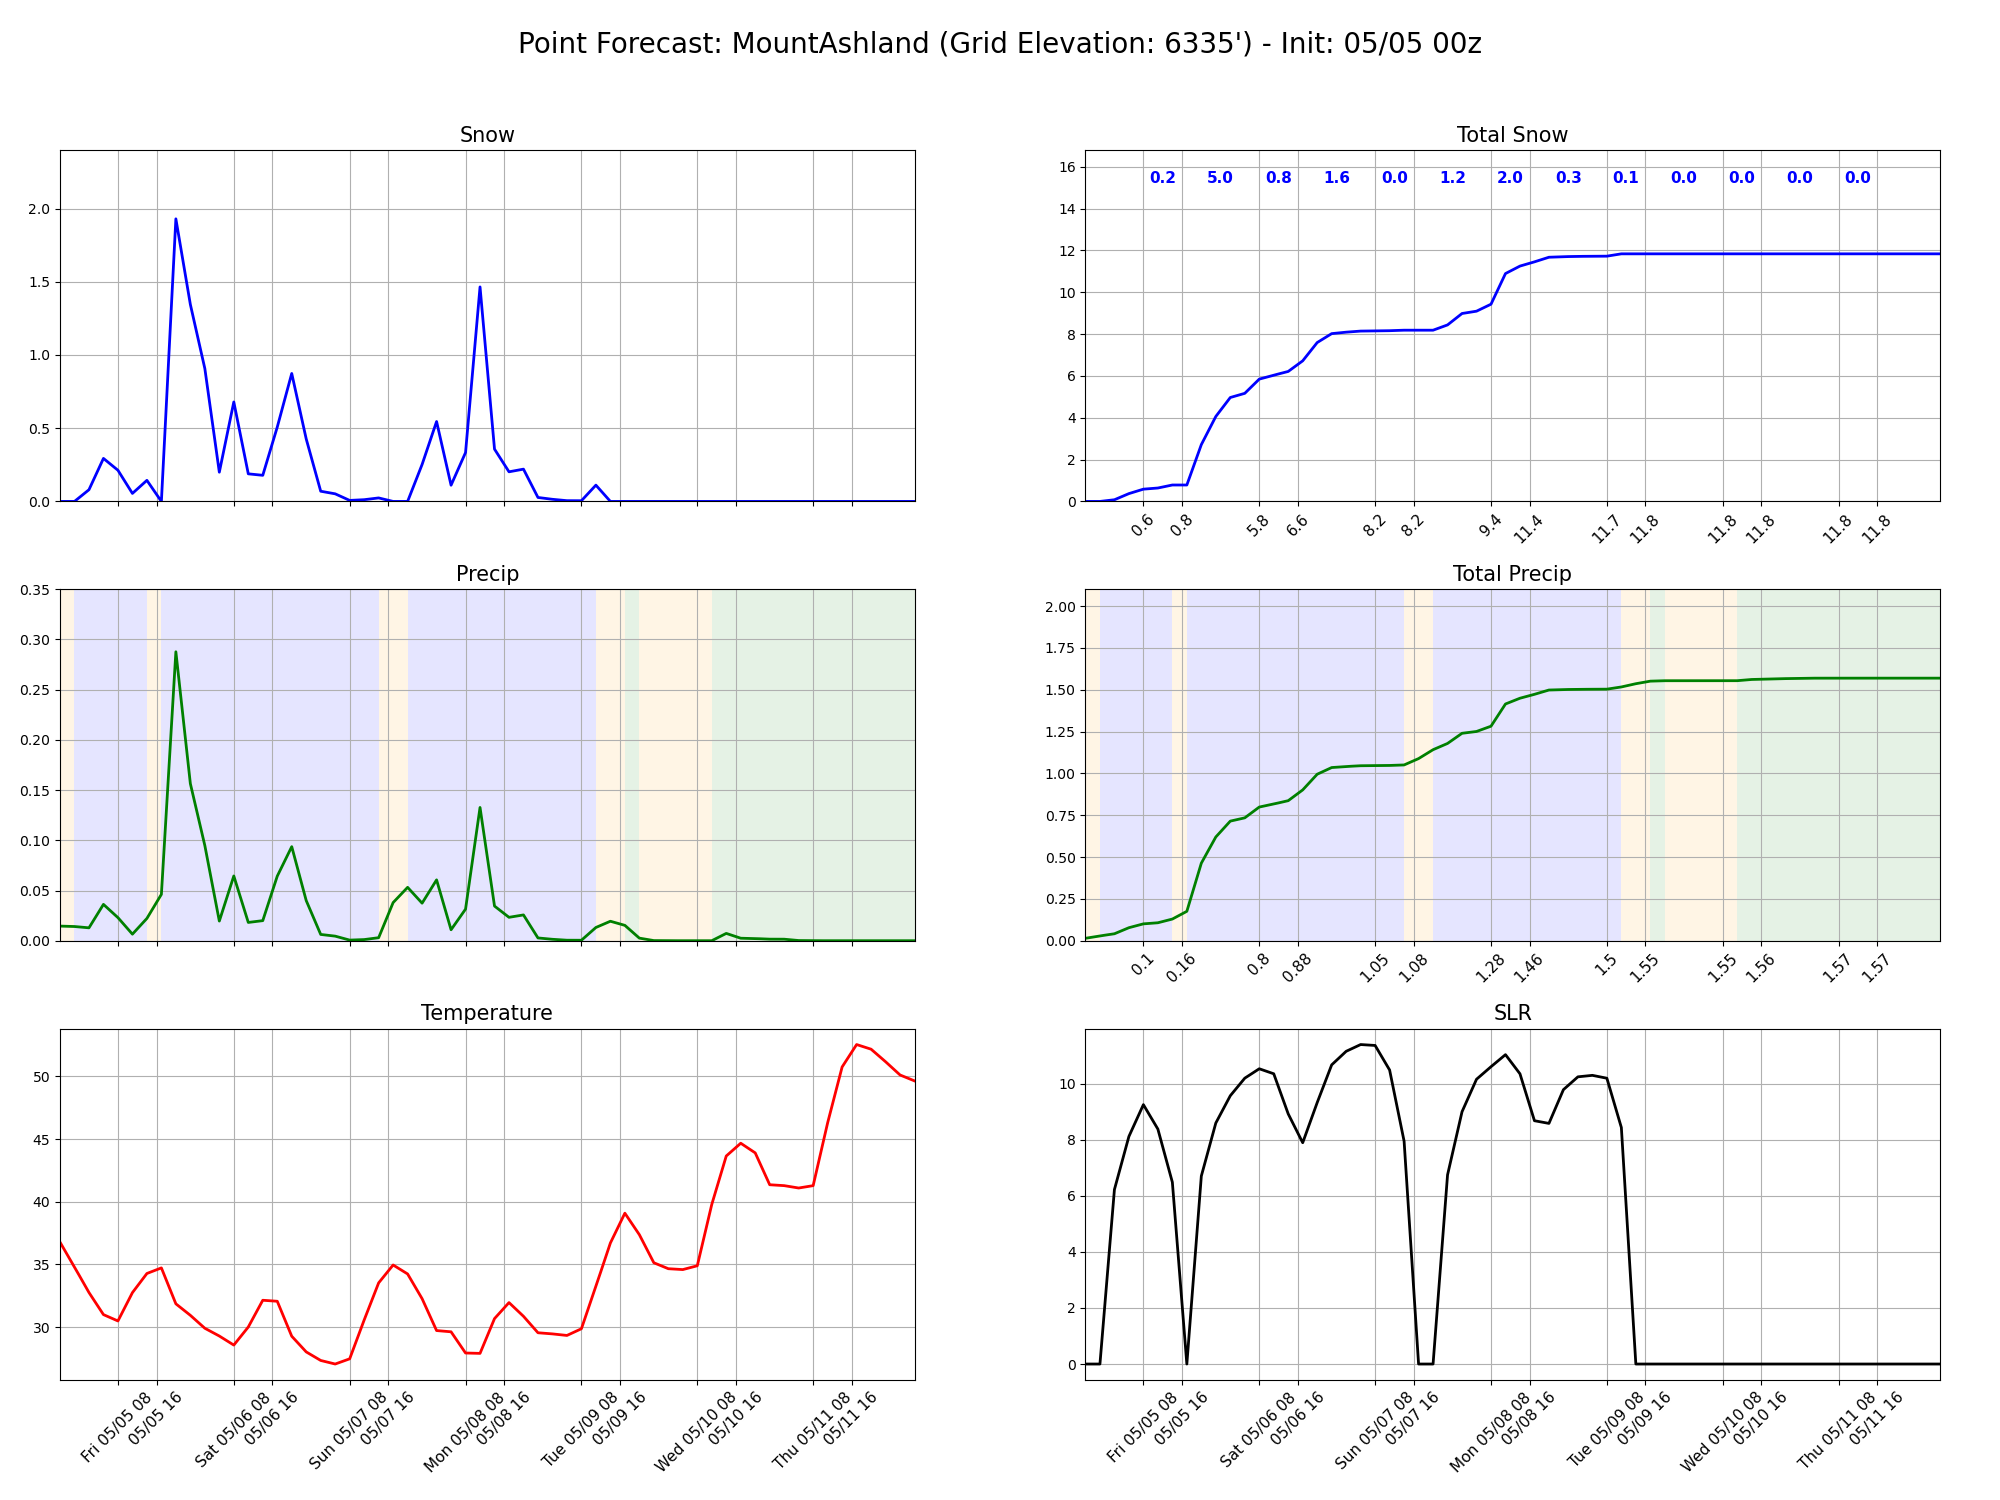 Point Forecast: MountAshland (Grid Elevation: 6335') - Init: 05/05 00z
Snow
2.0
1.5
1.0
0.5
0.0
Total Snow
16
14
12
10
8
6
4
2
0
0.2 5.0 0.8 1.6 0.0 1.2 2.0 0.3 0.1 0.0 0.0 0.0 0.0
0.6 0.8 5.8 6.6 8.2 8.2 9.4 11.4 11.7 11.8 11.8 11.8 11.8 11.8
Precip
0.35
0.30
0.25
0.20
0.15
0.10
0.05
0.00
Total Precip
2.00
1.75
1.50
1.25
1.00
0.75
0.50
0.25
0.00
0.1 0.16 0.8 0.88 1.05 1.08 1.28 1.46 1.5 1.55 1.55 1.56 1.57 1.57
Temperature
50
45
40
35
30
Fri 05/05 08
05/05 16
Sat 05/06 08
05/06 16
Sun 05/07 08
05/07 16
Mon 05/08 08
05/08 16
Tue 05/09 08
05/09 16
Wed 05/10 08
05/10 16
Thu 05/11 08
05/11 16
SLR
10
8
6
4
2
0
Fri 05/05 08
05/05 16
Sat 05/06 08
05/06 16
Sun 05/07 08
05/07 16
Mon 05/08 08
05/08 16
Tue 05/09 08
05/09 16
Wed 05/10 08
05/10 16
Thu 05/11 08
05/11 16